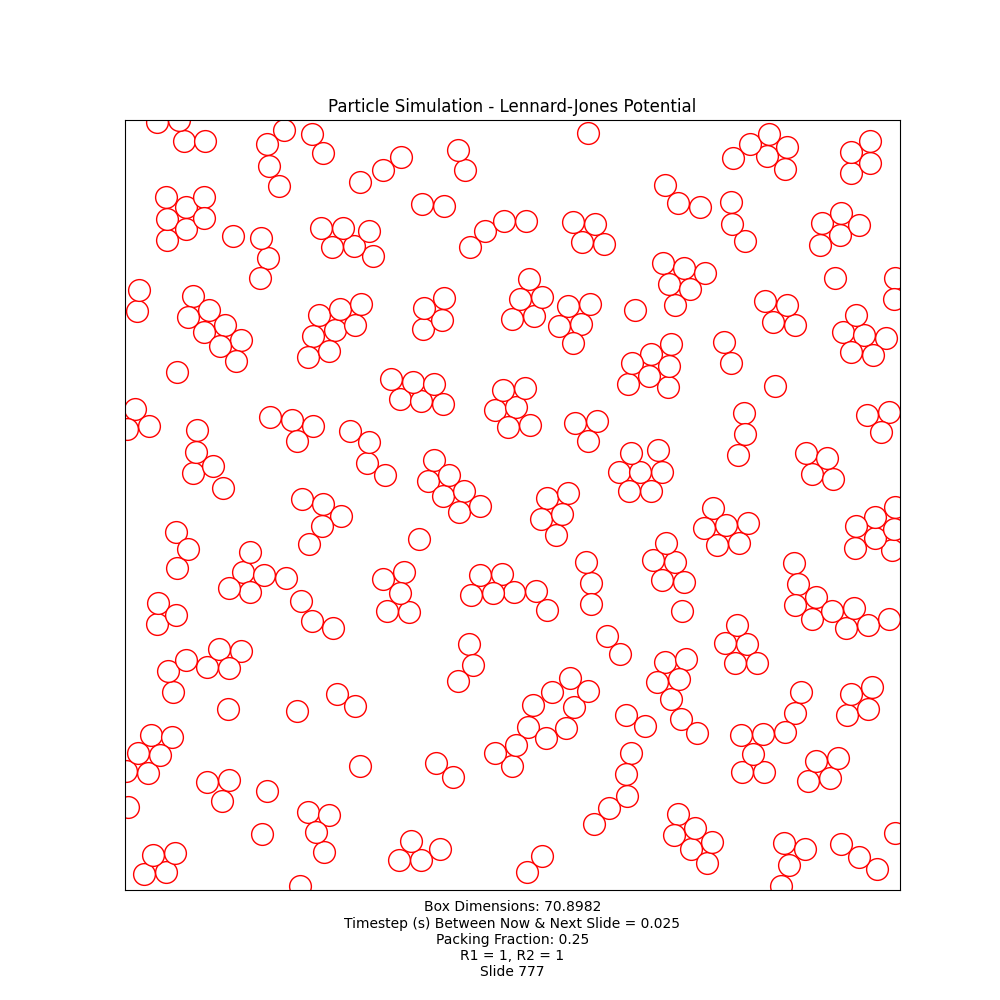 Particle Simulation - Lennard-Jones Potential
Box Dimensions: 70.8982
Timestep (s) Between Now & Next Slide = 0.025
Packing Fraction: 0.25
R1 = 1, R2 = 1
Slide 777